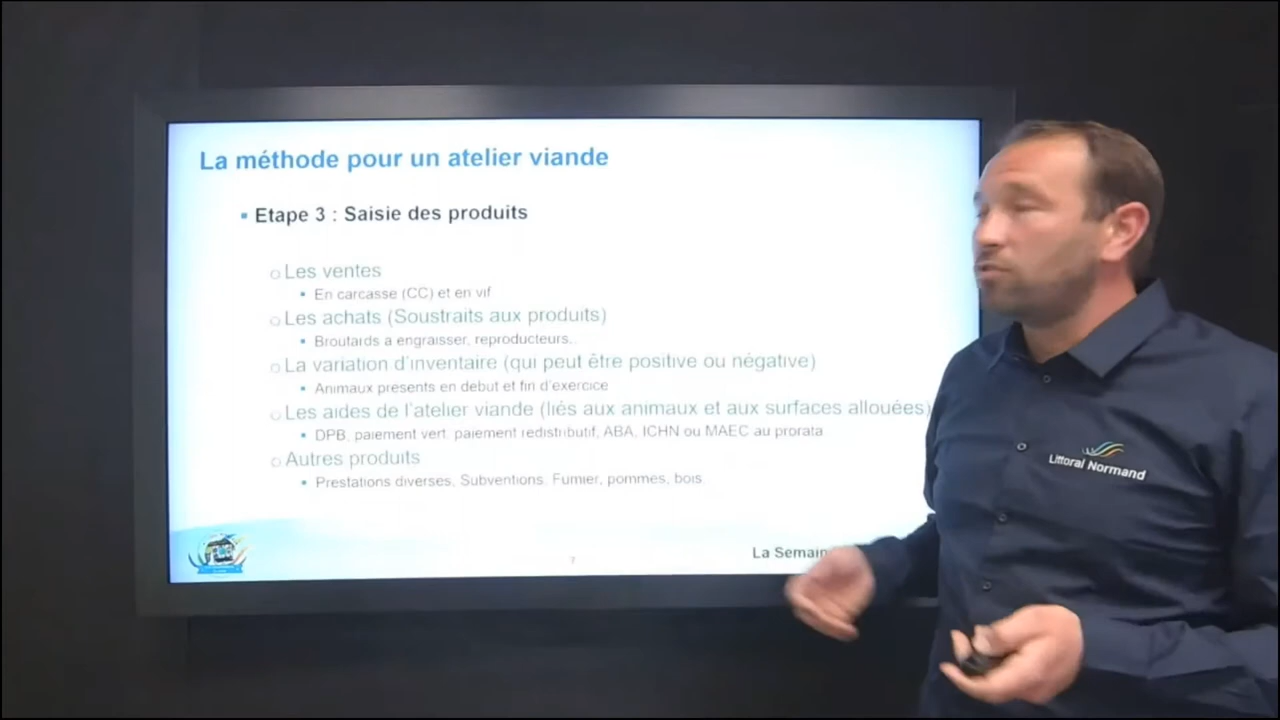 La méthode pour un atelier viande
▪ Etape 3 : Saisie des produits
o Les ventes
▪ En carcasse (CC) et en vif
o Les achats (Soustraits aux produits)
▪ Broutards a engraisser, reproducteurs..
o La variation d'inventaire (qui peut être positive ou négative)
▪ Animaux presents en debut et fin d'exercice
o Les aides de l'atelier viande (liés aux animaux et aux surfaces allouées)
▪ DPB, paiement vert, paiement redistributif, ABA, ICHN ou MAEC au prorata
o Autres produits
▪ Prestations diverses, Subventions, Fumier, pommes, bois
7
La Semain
Littoral Normand